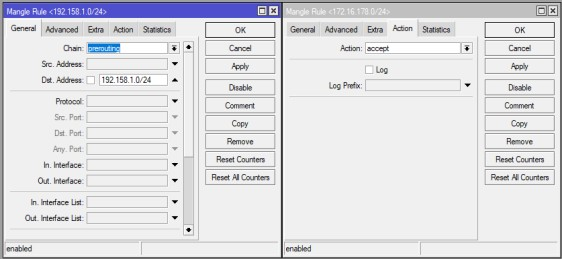 Mangle Rule <192.158.1.0/24>
General Advanced Extra Action Statistics
Chain: prerouting
Src. Address:
Dst. Address: 192.158.1.0/24
Protocol:
Src. Port:
Dst. Port:
Any. Port:
In. Interface:
Out. Interface:
In. Interface List:
Out. Interface List:
OK
Cancel
Apply
Disable
Comment
Copy
Remove
Reset Counters
Reset All Counters
enabled
Mangle Rule <172.16.178.0/24>
General Advanced Extra Action Statistics
Action: accept
Log
Log Prefix:
OK
Cancel
Apply
Disable
Comment
Copy
Remove
Reset Counters
Reset All Counters
enabled